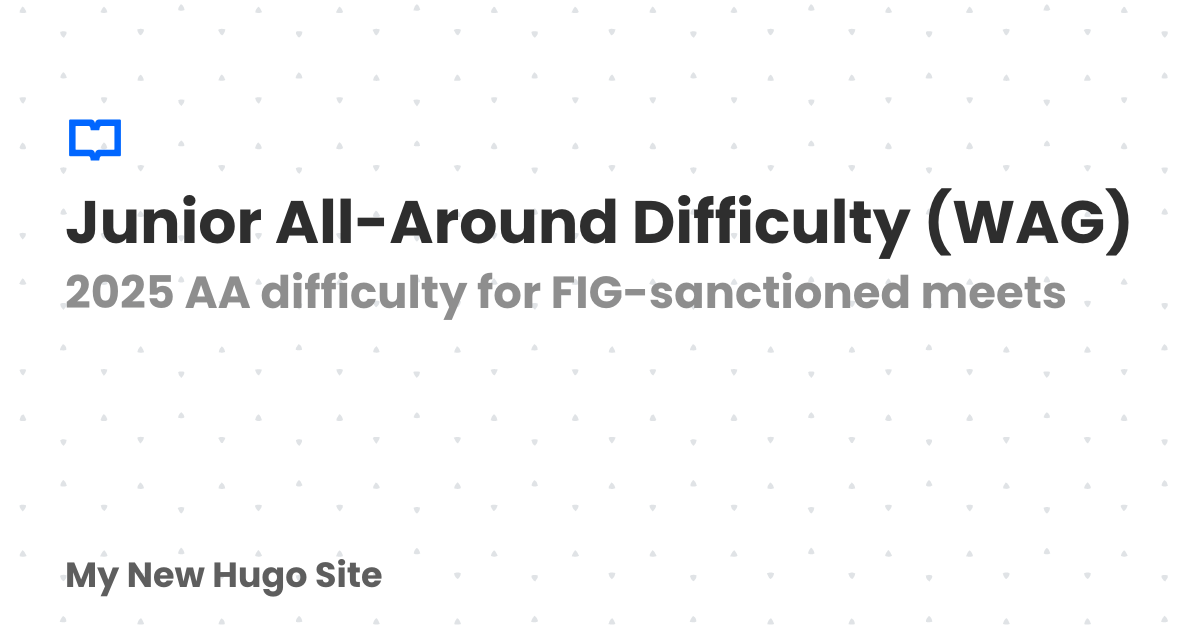 Junior All-Around Difficulty (WAG)
2025 AA difficulty for FIG-sanctioned meets
My New Hugo Site